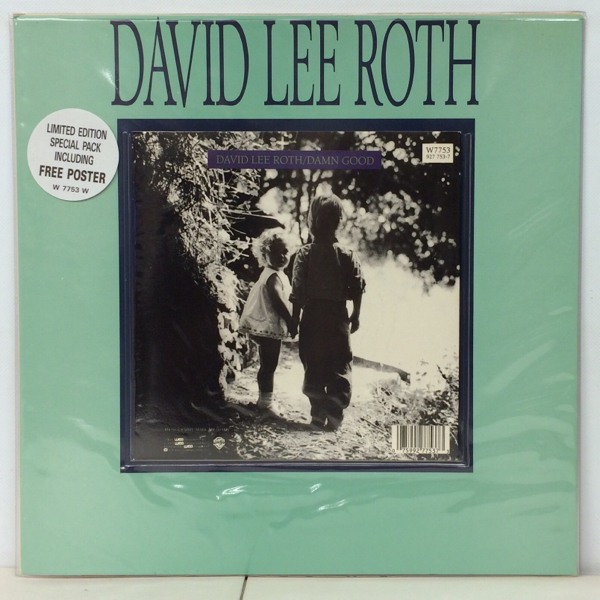 DAVID LEE ROTH
LIMITED EDITION
SPECIAL PACK
INCLUDING
FREE POSTER
W 7753 W
DAVID LEE ROTH/DAMN GOOD
W7753
927 753-7